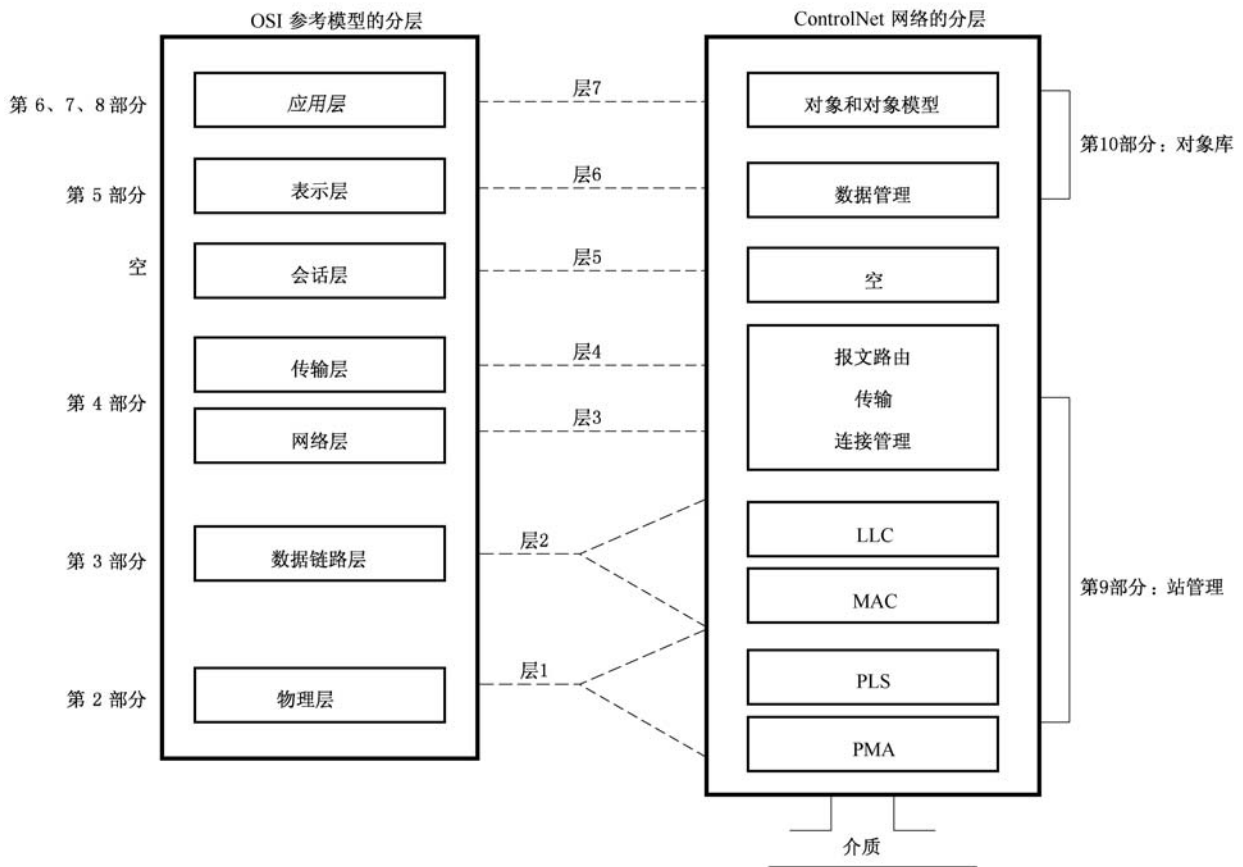 OSI 参考模型的分层
ControlNet 网络的分层
第 6、7、8 部分
应用层
层7
对象和对象模型
第10部分：对象库
第 5 部分
表示层
层6
数据管理
空
会话层
层5
空
第 4 部分
传输层
层4
网络层
层3
报文路由
传输
连接管理
第 3 部分
数据链路层
层2
LLC
MAC
第9部分：站管理
第 2 部分
物理层
层1
PLS
PMA
介质